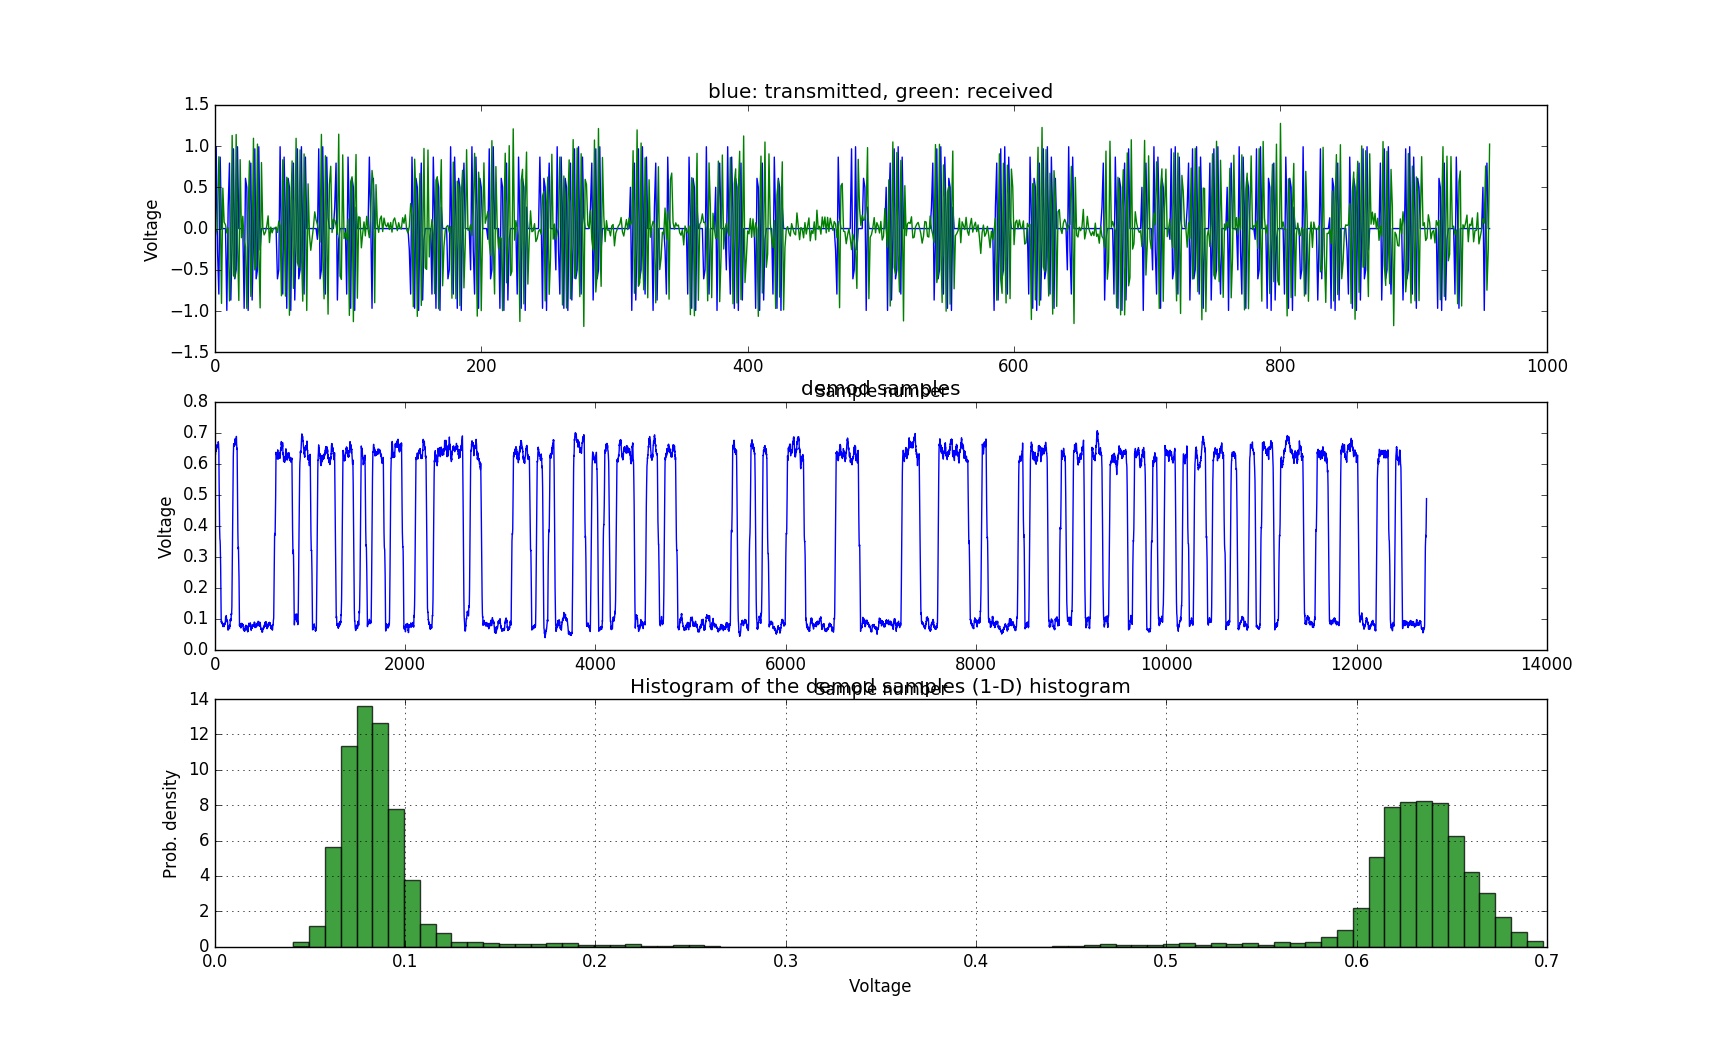 blue: transmitted, green: received
1.5
1.0
0.5
0.0
−0.5
−1.0
−1.5
Voltage
0 200 400 600 800 1000
Sample number
demod samples
0.8
0.7
0.6
0.5
0.4
0.3
0.2
0.1
0.0
Voltage
0 2000 4000 6000 8000 10000 12000 14000
Sample number
Histogram of the demod samples (1-D) histogram
14
12
10
8
6
4
2
0
Prob. density
0.0 0.1 0.2 0.3 0.4 0.5 0.6 0.7
Voltage